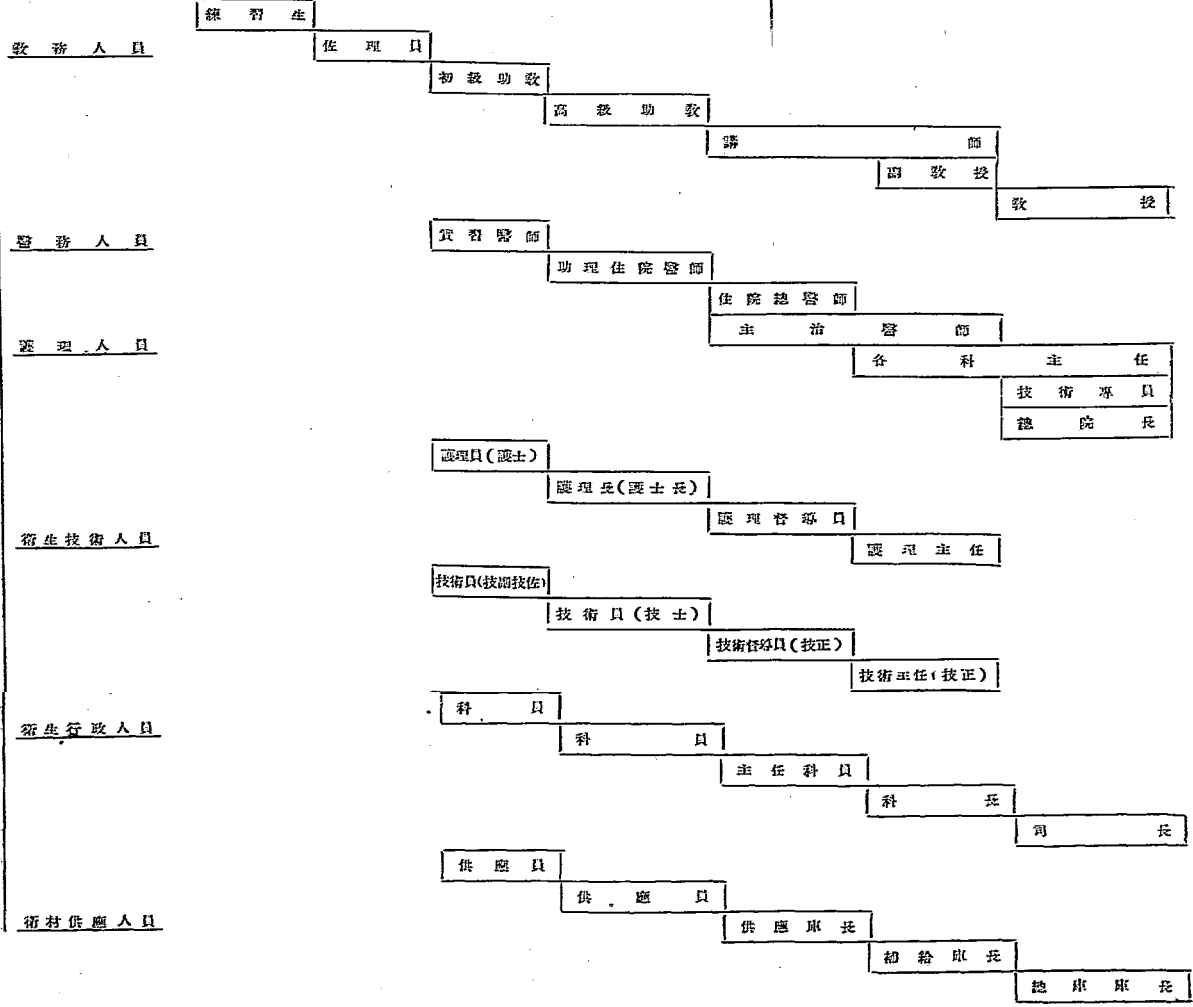 練習生
教務人員
佐理員
初級助教
高級助教
講師
副教授
教授
醫務人員
實習醫師
助理住院醫師
住院總醫師
主治醫師
護理人員
各科主任
技術專員
總院長
護理員(護士)
護理長(護士長)
護理督導員
衛生技術人員
護理主任
技術員(技副技佐)
技術員(技士)
技術督導員(技正)
技術主任(技正)
衛生行政人員
科員
科員
主任科員
科長
司長
供應員
供應員
衛材供應人員
供應庫長
補給庫長
總庫庫長